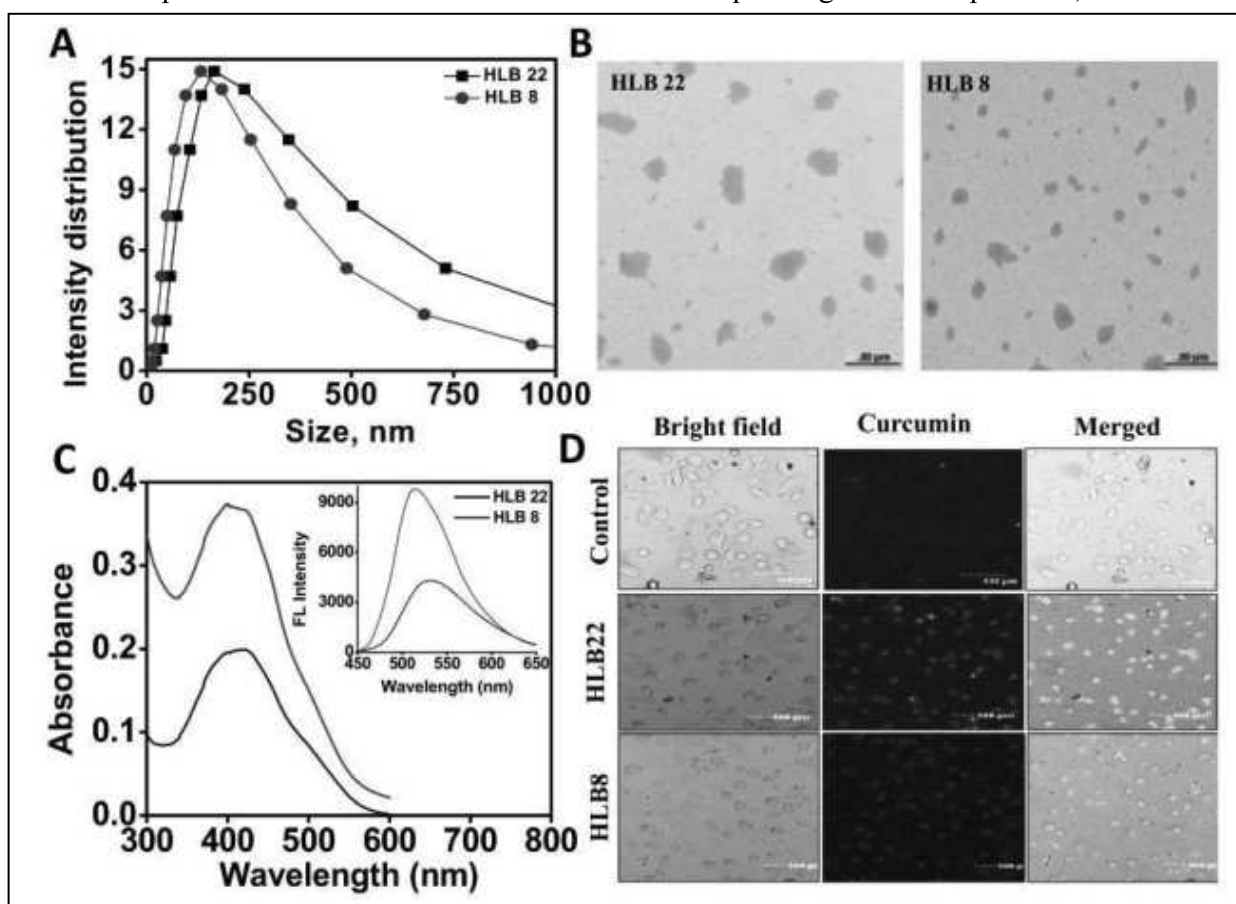 A
Intensity distribution
15
12
9
6
3
0
HLB 22
HLB 8
0 250 500 750 1000
Size, nm
B
HLB 22
HLB 8
C
Absorbance
0.4
0.3
0.2
0.1
0.0
300 400 500 600 700 800
Wavelength (nm)
FL Intensity
9000
6000
3000
0
HLB 22
HLB 8
450 500 550 600 650
Wavelength (nm)
D
Bright field Curcumin Merged
Control
HLB22
HLB8